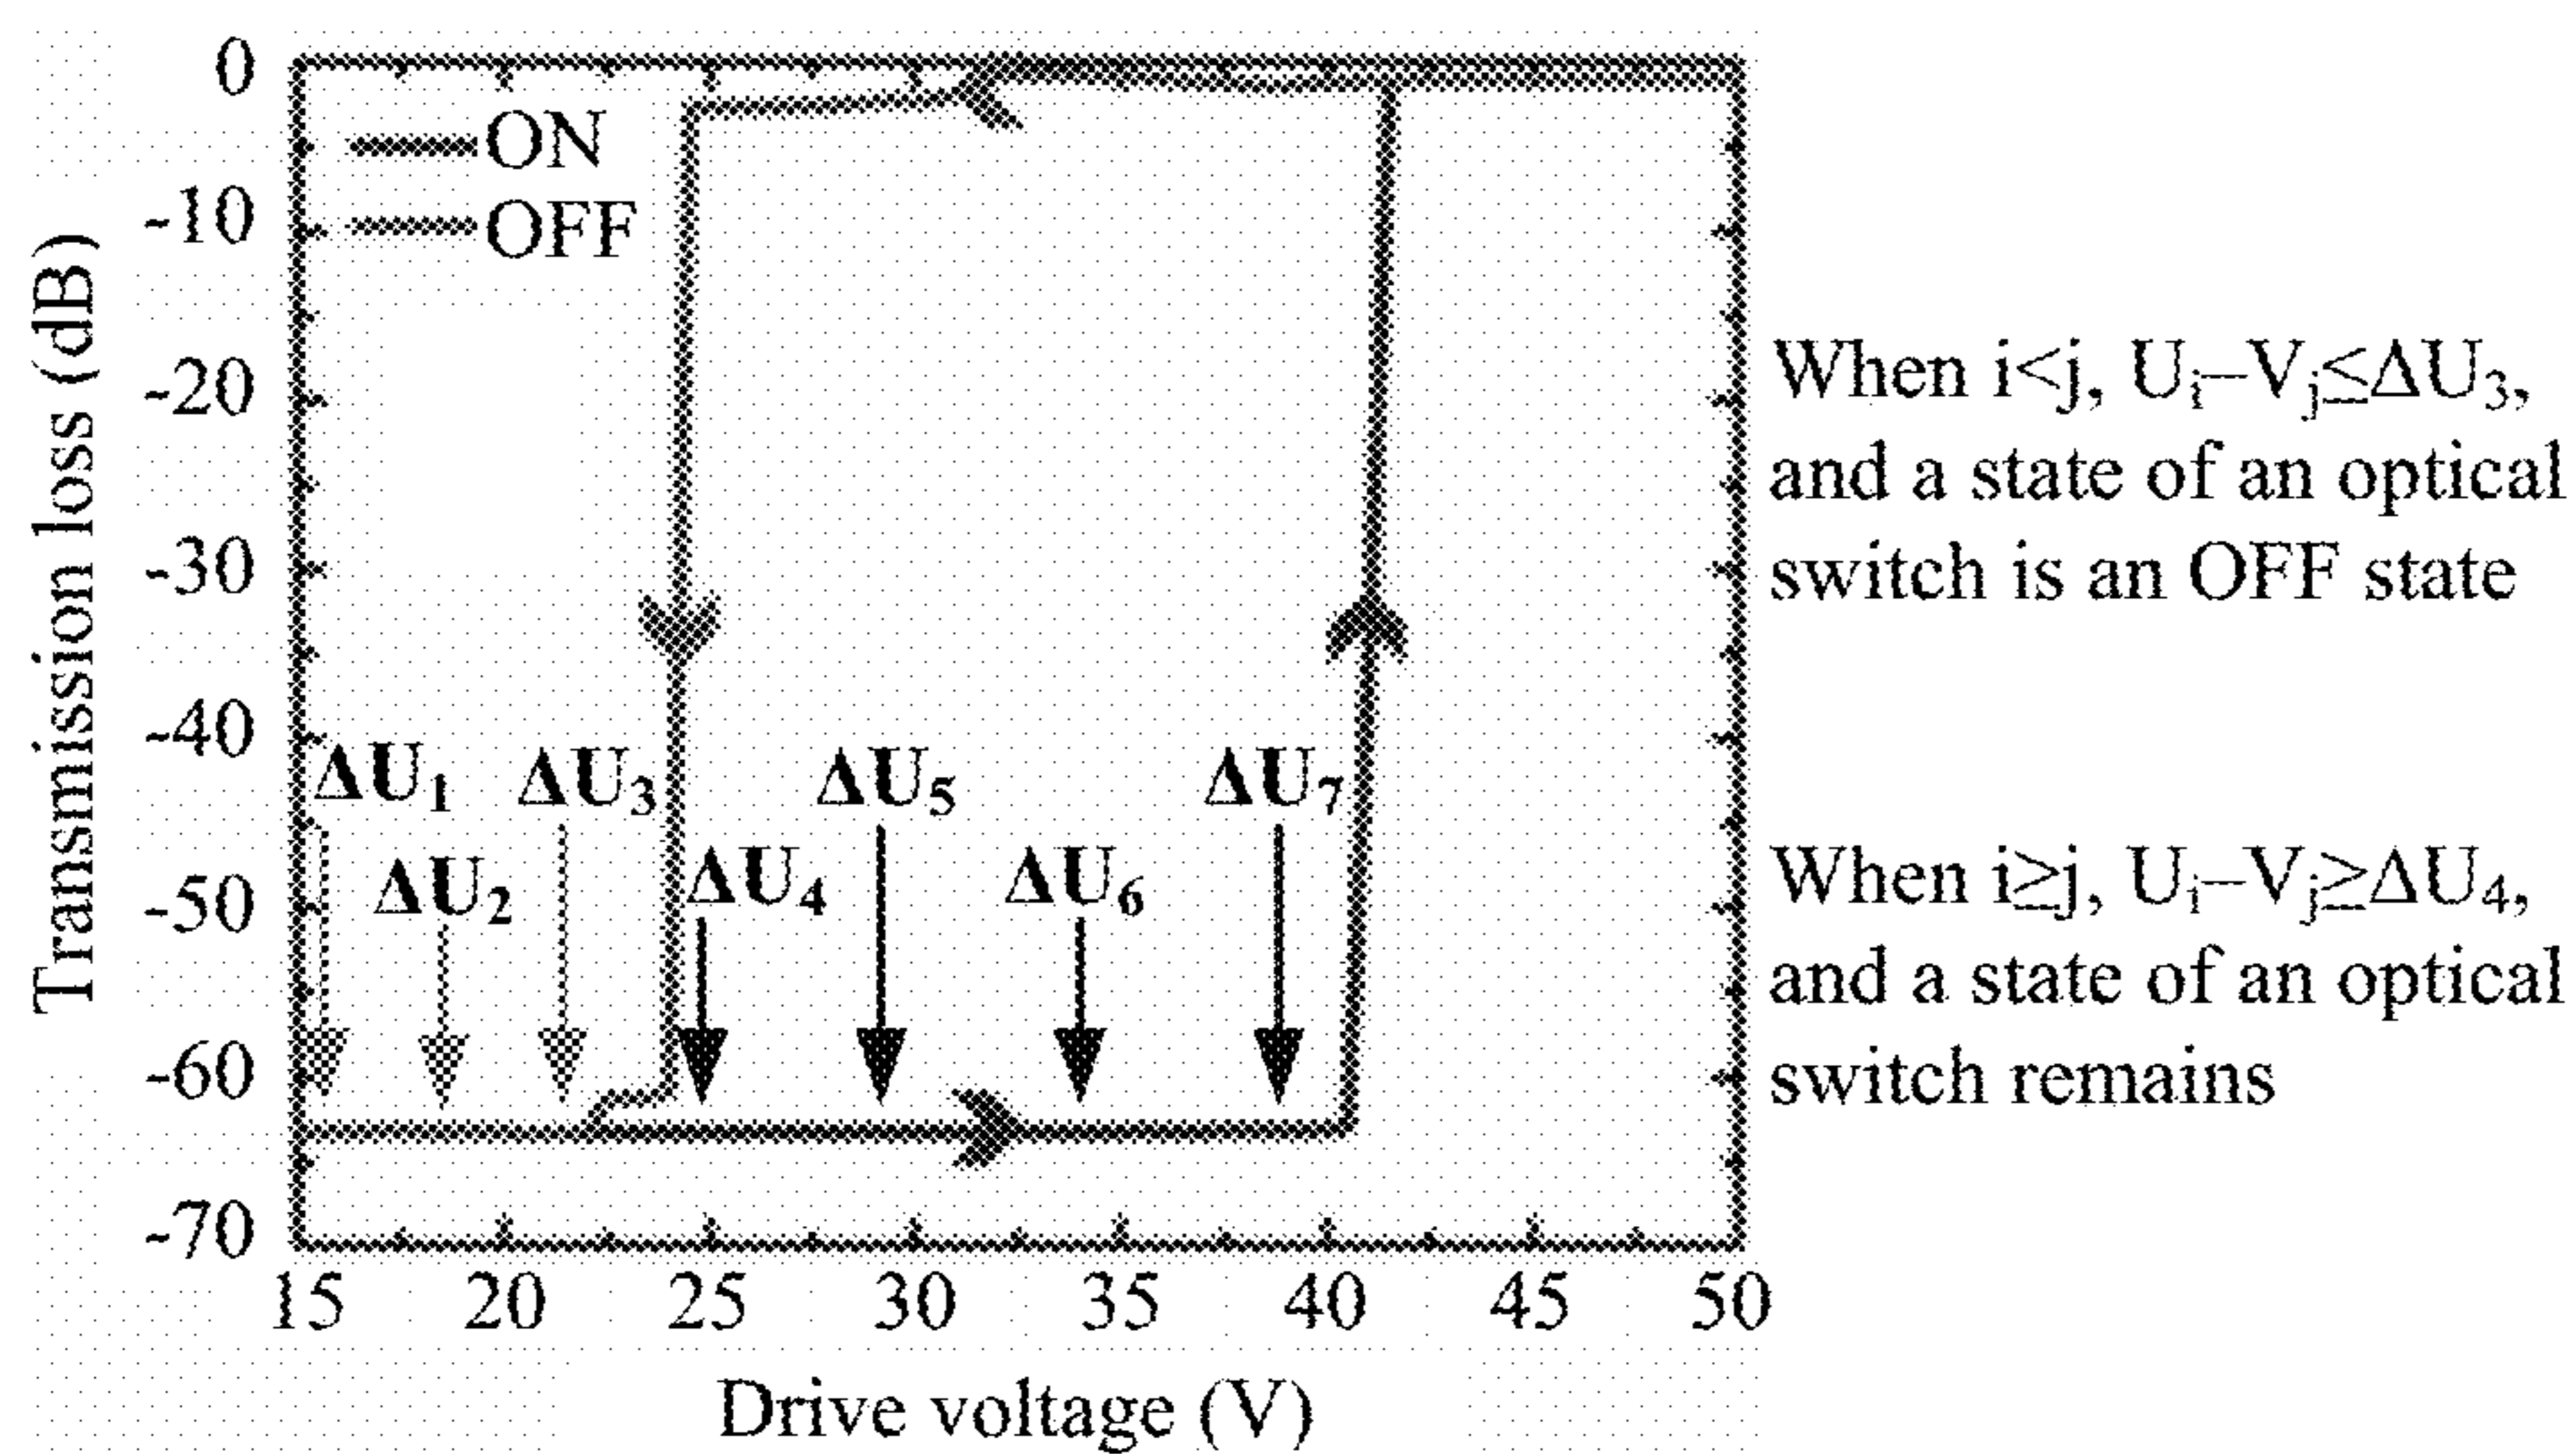 Transmission loss (dB)
0
-10
-20
-30
-40
-50
-60
-70
ON
OFF
ΔU₁
ΔU₂
ΔU₃
ΔU₄
ΔU₅
ΔU₆
ΔU₇
15 20 25 30 35 40 45 50
Drive voltage (V)
When i<j, Uᵢ–Vⱼ≤ΔU₃,
and a state of an optical
switch is an OFF state
When i≥j, Uᵢ–Vⱼ≥ΔU₄,
and a state of an optical
switch remains